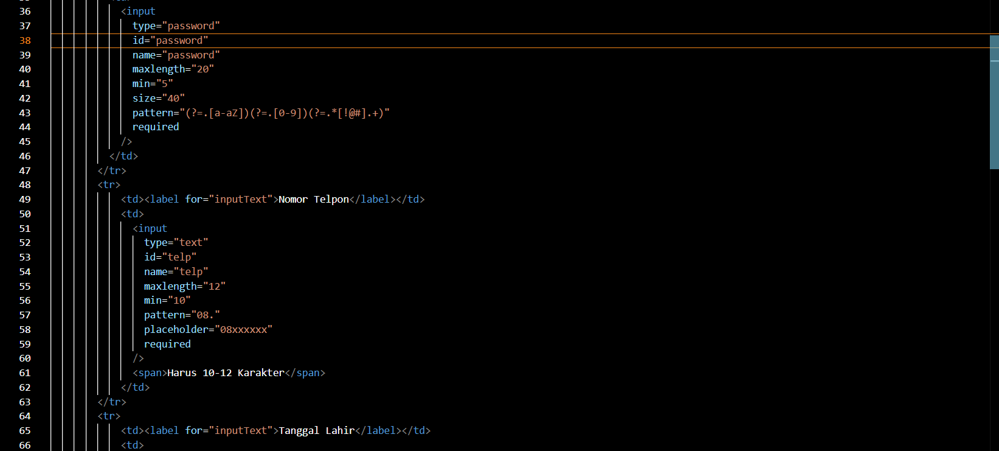 36 <input
37 type="password"
38 id="password"
39 name="password"
40 maxlength="20"
41 min="5"
42 size="40"
43 pattern="(?=.[a-aZ])(?=.[0-9])(?=.*[!@#].+)"
44 required
45 />
46 </td>
47 </tr>
48 <tr>
49 <td><label for="inputText">Nomor Telpon</label></td>
50 <td>
51 <input
52 type="text"
53 id="telp"
54 name="telp"
55 maxlength="12"
56 min="10"
57 pattern="08."
58 placeholder="08xxxxxx"
59 required
60 />
61 <span>Harus 10-12 Karakter</span>
62 </td>
63 </tr>
64 <tr>
65 <td><label for="inputText">Tanggal Lahir</label></td>
66 <td>